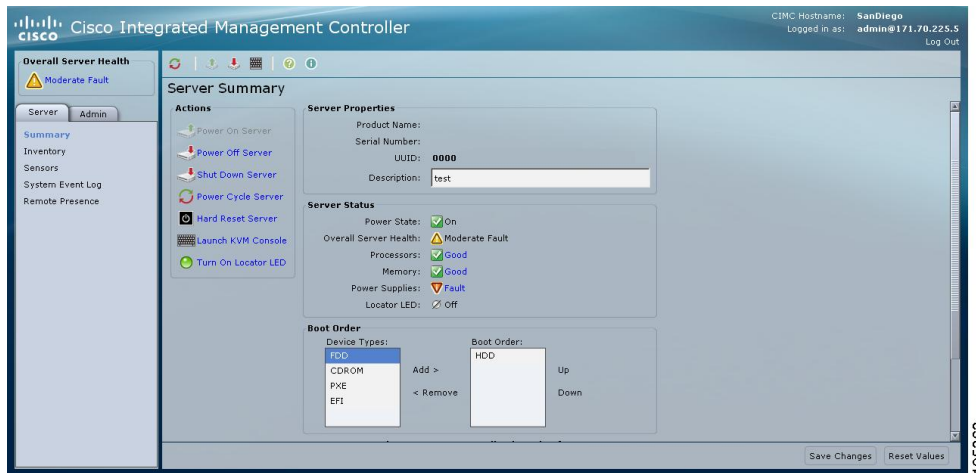 CISCO
Cisco Integrated Management Controller
CIMC Hostname: SanDiego
Logged in as: admin@171.70.225.5
Log Out
Overall Server Health
Moderate Fault
Server
Admin
Summary
Inventory
Sensors
System Event Log
Remote Presence
Server Summary
Actions
Power On Server
Power Off Server
Shut Down Server
Power Cycle Server
Hard Reset Server
Launch KVM Console
Turn On Locator LED
Server Properties
Product Name:
Serial Number:
UUID: 0000
Description: test
Server Status
Power State: On
Overall Server Health: Moderate Fault
Processors: Good
Memory: Good
Power Supplies: Fault
Locator LED: Off
Boot Order
Device Types:
FDD
CDROM
PXE
EFI
Add >
< Remove
Boot Order:
HDD
Up
Down
Save Changes
Reset Values